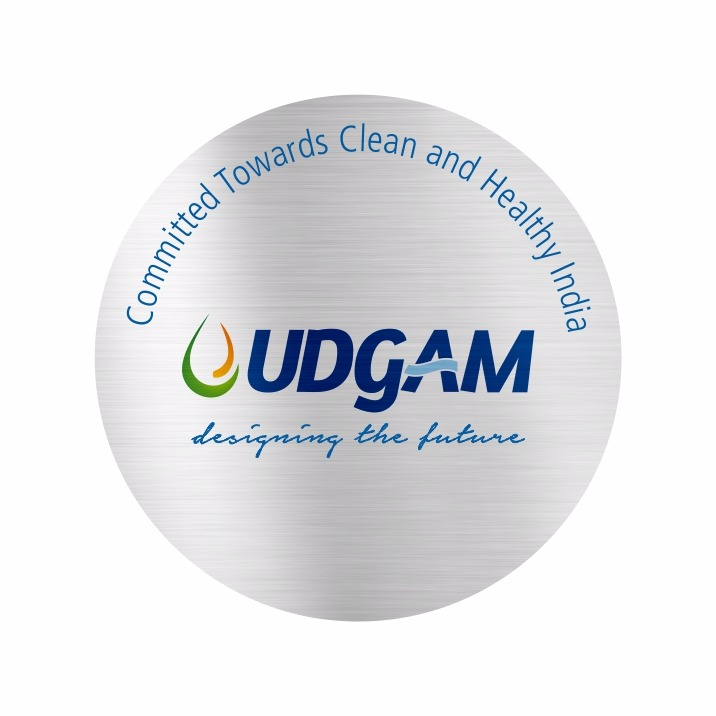 Committed Towards Clean and Healthy India
UDGAM
designing the future